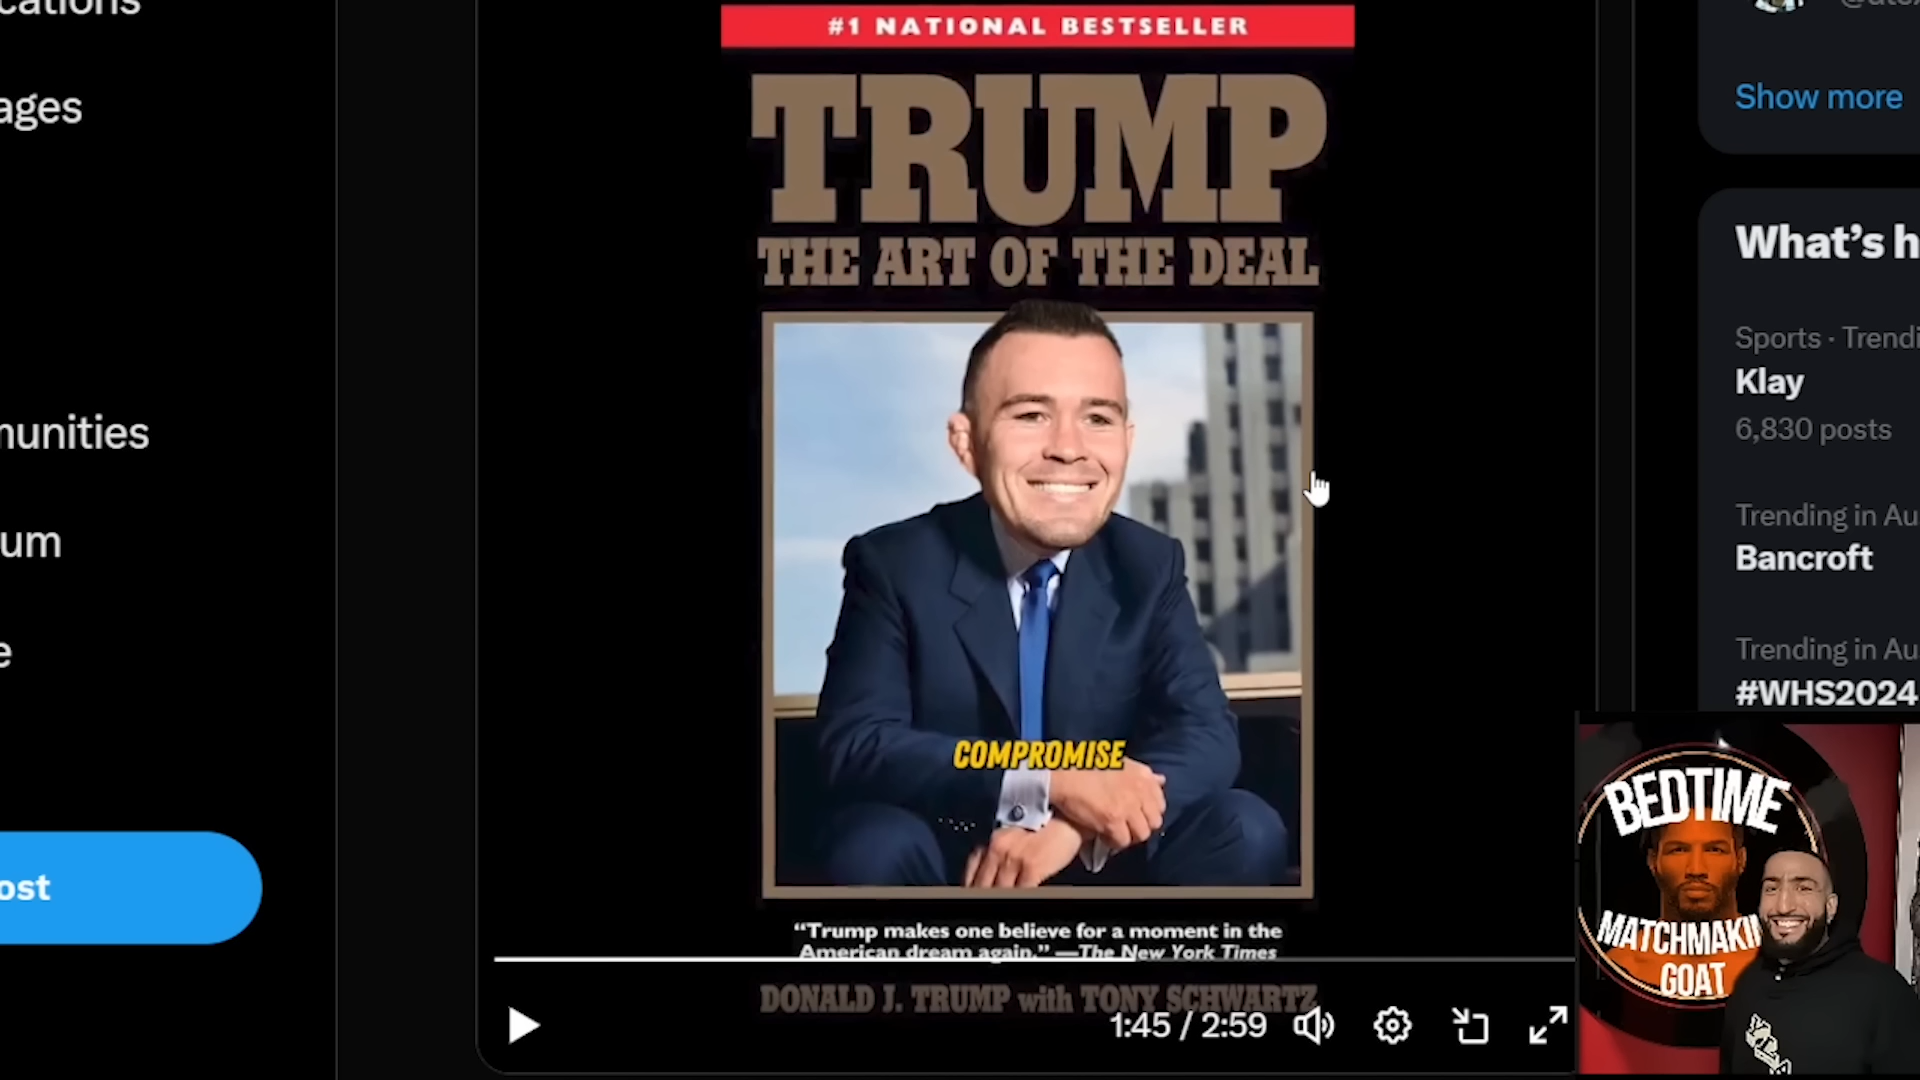 cations
ages
munities
um
e
ost
#1 NATIONAL BESTSELLER
TRUMP
THE ART OF THE DEAL
COMPROMISE
“Trump makes one believe for a moment in the
American dream again.” —The New York Times
DONALD J. TRUMP with TONY SCHWARTZ
1:45 / 2:59
Show more
What’s h
Sports · Trendi
Klay
6,830 posts
Trending in Au
Bancroft
Trending in Au
#WHS2024
BEDTIME
MATCHMAKI
GOAT